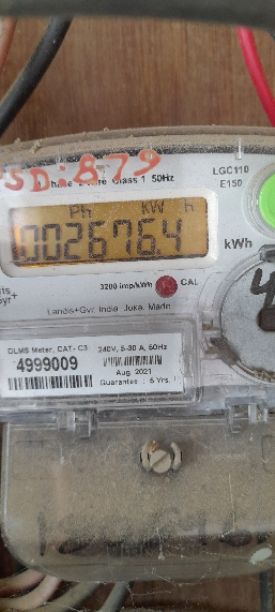 SD:879
Phase 2 Wire Class 1 50Hz
LGC110
E150
Ph KW h
002676.4
kWh
3200 imp/kWh
CAL
Landis+Gyr India
DLMS Meter, CAT- C3
4999009
240V, 5-30 A, 50Hz
Aug. 2021
Guarantee : 5 Yrs.